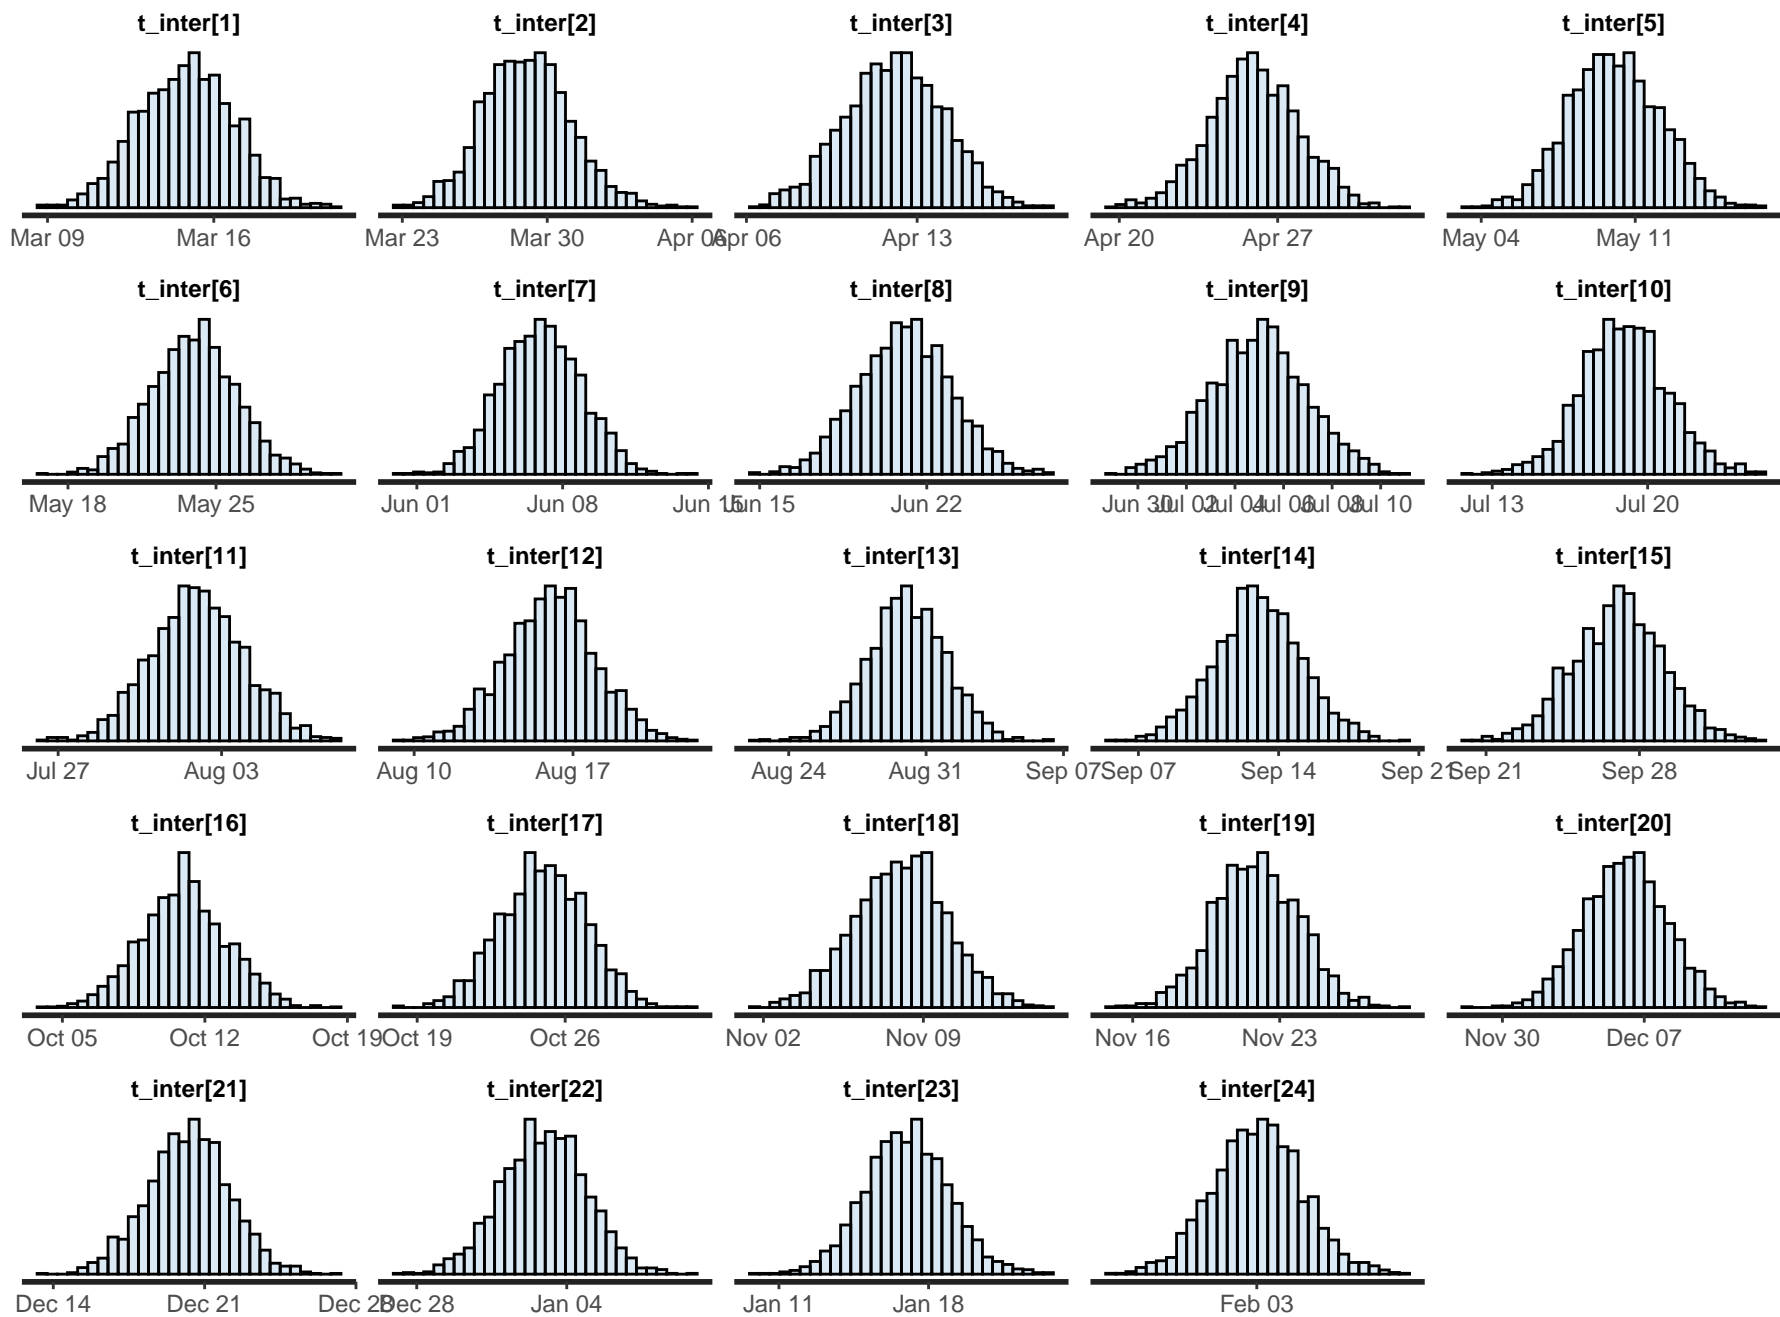 t_inter[1] t_inter[2] t_inter[3] t_inter[4] t_inter[5]
Mar 09 Mar 16 Mar 23 Mar 30 Apr 06 Apr 06 Apr 13 Apr 20 Apr 27 May 04 May 11
t_inter[6] t_inter[7] t_inter[8] t_inter[9] t_inter[10]
May 18 May 25 Jun 01 Jun 08 Jun 15 Jun 15 Jun 22 Jun 30 Jul 02 Jul 04 Jul 06 Jul 08 Jul 10 Jul 13 Jul 20
t_inter[11] t_inter[12] t_inter[13] t_inter[14] t_inter[15]
Jul 27 Aug 03 Aug 10 Aug 17 Aug 24 Aug 31 Sep 07 Sep 07 Sep 14 Sep 21 Sep 21 Sep 28
t_inter[16] t_inter[17] t_inter[18] t_inter[19] t_inter[20]
Oct 05 Oct 12 Oct 19 Oct 19 Oct 26 Nov 02 Nov 09 Nov 16 Nov 23 Nov 30 Dec 07
t_inter[21] t_inter[22] t_inter[23] t_inter[24]
Dec 14 Dec 21 Dec 28 Dec 28 Jan 04 Jan 11 Jan 18 Feb 03